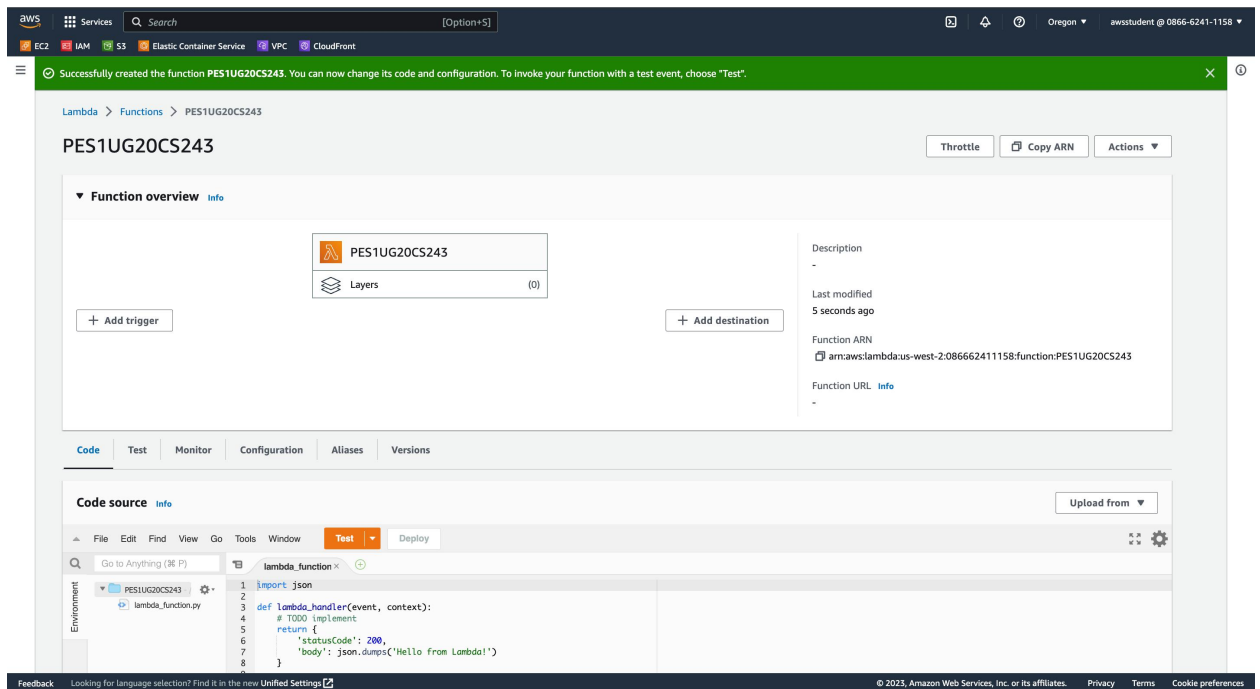 aws Services Search [Option+S] Oregon ▼ awsstudent @ 0866-6241-1158 ▼
EC2 IAM S3 Elastic Container Service VPC CloudFront
Successfully created the function PES1UG20CS243. You can now change its code and configuration. To invoke your function with a test event, choose "Test".
Lambda > Functions > PES1UG20CS243
PES1UG20CS243
Throttle Copy ARN Actions ▼
▼ Function overview Info
PES1UG20CS243
Layers (0)
+ Add trigger
+ Add destination
Description
-
Last modified
5 seconds ago
Function ARN
arn:aws:lambda:us-west-2:086662411158:function:PES1UG20CS243
Function URL Info
-
Code Test Monitor Configuration Aliases Versions
Code source Info
Upload from ▼
File Edit Find View Go Tools Window Test Deploy
Go to Anything (⌘ P)
lambda_function ×
Environment
PES1UG20CS243
lambda_function.py
1 import json
2
3 def lambda_handler(event, context):
4     # TODO implement
5     return {
6         'statusCode': 200,
7         'body': json.dumps('Hello from Lambda!')
8     }
Feedback Looking for language selection? Find it in the new Unified Settings © 2023, Amazon Web Services, Inc. or its affiliates. Privacy Terms Cookie preferences